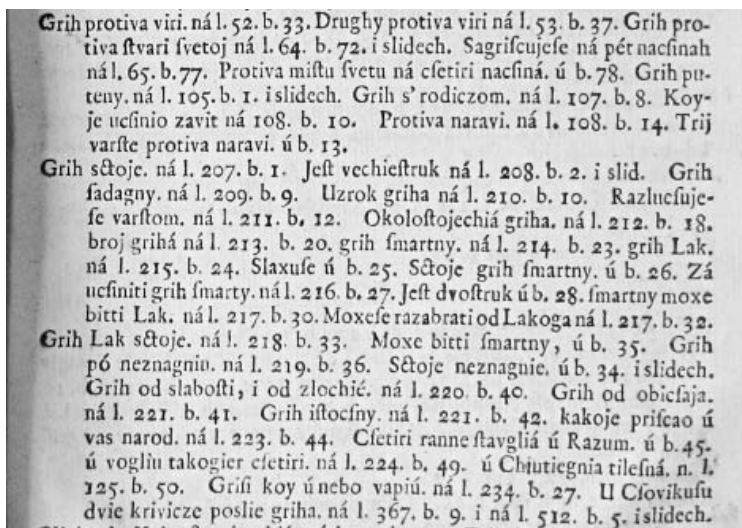 Grih protiva viri. ná l. 52. b. 33. Drughy protiva viri ná l. 53. b. 37. Grih pro-
tiva ſtvari ſvetoj ná l. 64. b. 72. i slidech. Sagriſcujeſe ná pét nacſinah
ná l. 65. b. 77. Protiva miſtu ſvetu ná cſetiri nacſiná. ú b. 78. Grih pu-
teny. ná l. 105. b. 1. i slidech. Grih s' rodiczom. ná l. 107. b. 8. Koy-
je ucſinio zavit ná 108. b. 10. Protiva naravi. ná l. 108. b. 14. Trij
varſte protiva naravi. ú b. 13.
Grih sċtoje. ná l. 207. b. 1. Jeſt vechieſtruk ná l. 208. b. 2. i slid. Grih
ſadagny. ná l. 209. b. 9. Uzrok griha ná l. 210. b. 10. Razlucſuje-
ſe varſtom. ná l. 211. b. 12. Okoloſtojechiá griha. ná l. 212. b. 18.
broj grihá ná l. 213. b. 20. grih ſmartny. ná l. 214. b. 23. grih Lak.
ná l. 215. b. 24. Slaxuſe ú b. 25. Sċtoje grih ſmartny. ú b. 26. Zá
ucſiniti grih ſmarty. ná l. 216. b. 27. Jeſt dvoſtruk ú b. 28. ſmartny moxe
bitti Lak. ná l. 217. b. 30. Moxeſe razabrati od Lakoga ná l. 217. b. 32.
Grih Lak sċtoje. ná l. 218. b. 33. Moxe bitti ſmartny, ú b. 35. Grih
pó neznagniu. ná l. 219. b. 36. Sċtoje neznagnie. ú b. 34. i slidech.
Grih od slaboſti, i od zlochié. ná l. 220. b. 40. Grih od obicſaja.
ná l. 221. b. 41. Grih iſtocſny. ná l. 221. b. 42. kakoje priſcao ú
vas narod. ná l. 223. b. 44. Cſetiri ranne ſtavgliá ú Razum. ú b. 45.
ú vogliu takogier cſetiri. ná l. 224. b. 49. ú Chiutiegnia tileſná. n. l.
125. b. 50. Griſi koy ú nebo vapiú. ná l. 234. b. 27. U Cſovikuſu
dvie krivicze poslie griha. ná l. 367. b. 9. i ná l. 512. b. 5. islidech.